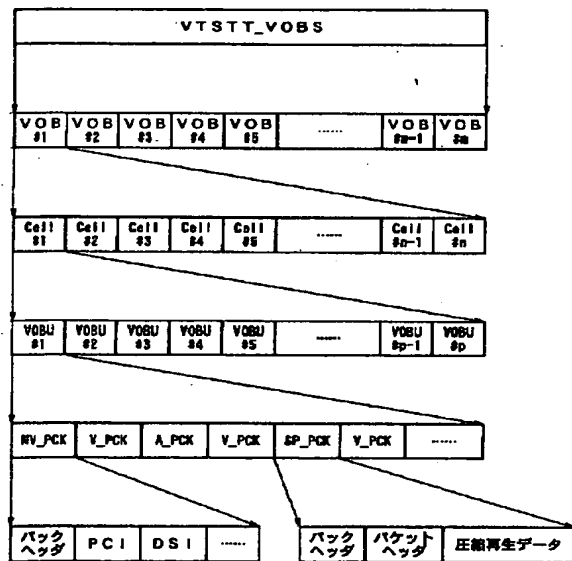 VTSTT_VOBS
VOB #1 VOB #2 VOB #3 VOB #4 VOB #5 ...... VOB #m-1 VOB #m
Cell #1 Cell #2 Cell #3 Cell #4 Cell #5 ...... Cell #n-1 Cell #n
VOBU #1 VOBU #2 VOBU #3 VOBU #4 VOBU #5 ...... VOBU #p-1 VOBU #p
NV_PCK V_PCK A_PCK V_PCK SP_PCK V_PCK ......
パック ヘッダ PCI DSI ...... パック ヘッダ パケット ヘッダ 圧縮再生データ